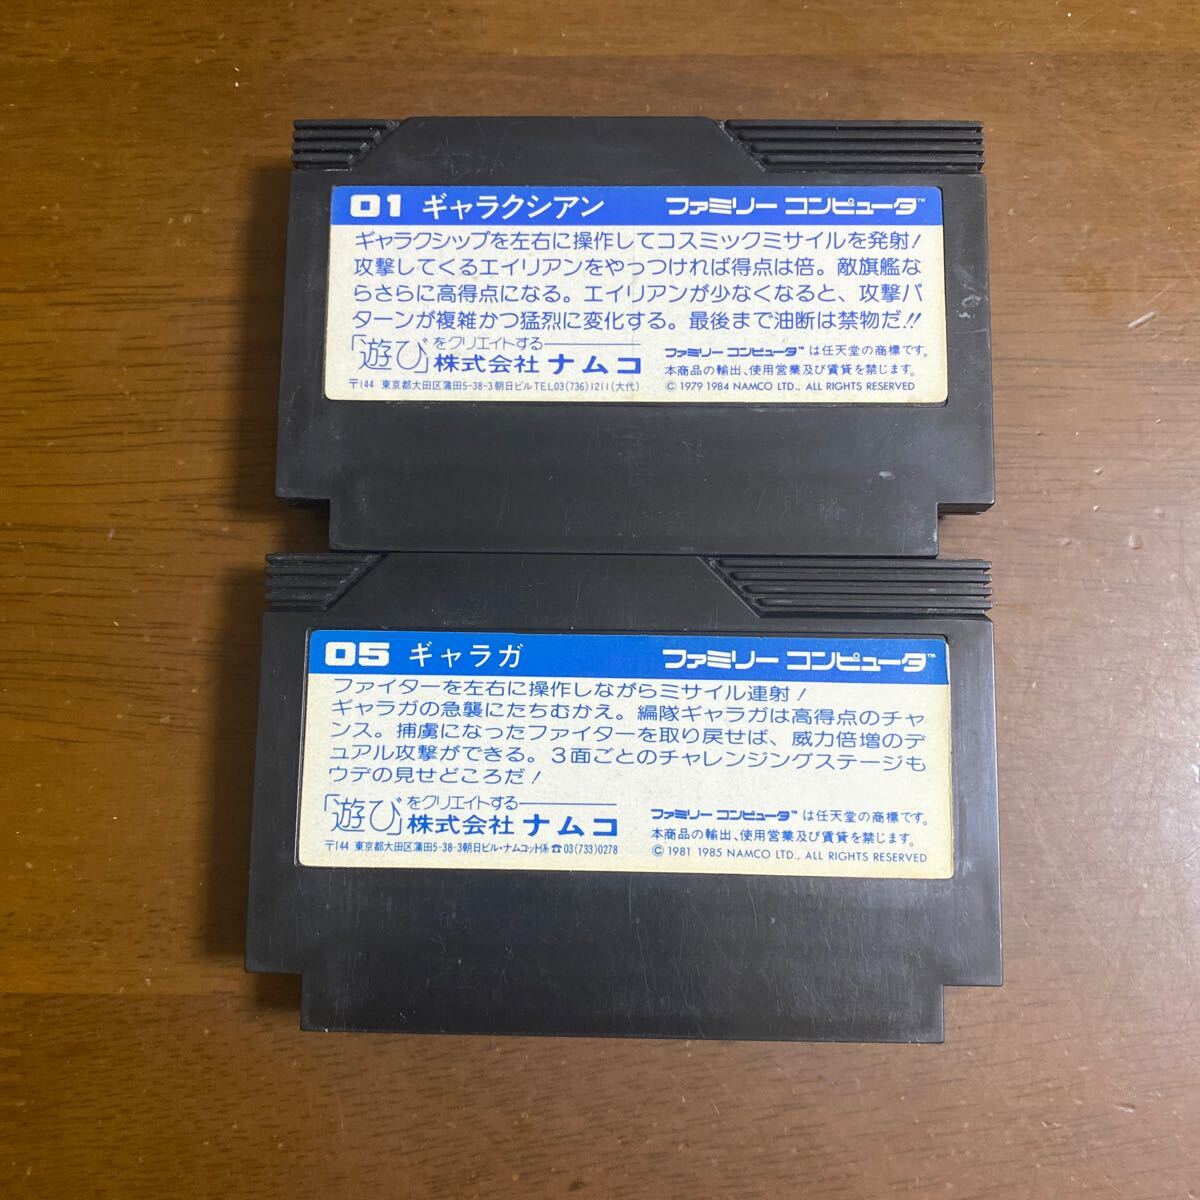 01 ギャラクシアン ファミリー コンピュータ™
ギャラクシップを左右に操作してコスミックミサイルを発射!
攻撃してくるエイリアンをやっつければ得点は倍。敵旗艦な
らさらに高得点になる。エイリアンが少なくなると、攻撃パ
ターンが複雑かつ猛烈に変化する。最後まで油断は禁物だ!!
「遊び」をクリエイトする
株式会社 ナムコ
〒144 東京都大田区蒲田5-38-3朝日ビルTEL03(736)1211(大代)
ファミリー コンピュータ™ は任天堂の商標です。
本商品の輸出、使用営業及び賃貸を禁じます。
© 1979 1984 NAMCO LTD., ALL RIGHTS RESERVED
05 ギャラガ ファミリー コンピュータ™
ファイターを左右に操作しながらミサイル連射!
ギャラガの急襲にたちむかえ。編隊ギャラガは高得点のチャ
ンス。捕虜になったファイターを取り戻せば、威力倍増のデ
ュアル攻撃ができる。3面ごとのチャレンジングステージも
ウデの見せどころだ!
「遊び」をクリエイトする
株式会社 ナムコ
〒144 東京都大田区蒲田5-38-3朝日ビル・ナムコット係☎03(733)0278
ファミリー コンピュータ™ は任天堂の商標です。
本商品の輸出、使用営業及び賃貸を禁じます。
© 1981 1985 NAMCO LTD., ALL RIGHTS RESERVED